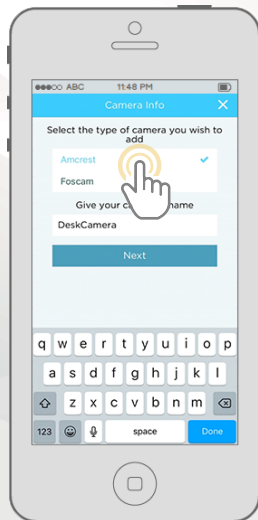 ABC 11:48 PM
Camera Info
Select the type of camera you wish to
add
Amcrest
Foscam
Give your name
DeskCamera
Next
q w e r t y u i o p
a s d f g h j k l
z x c v b n m
123 space Done